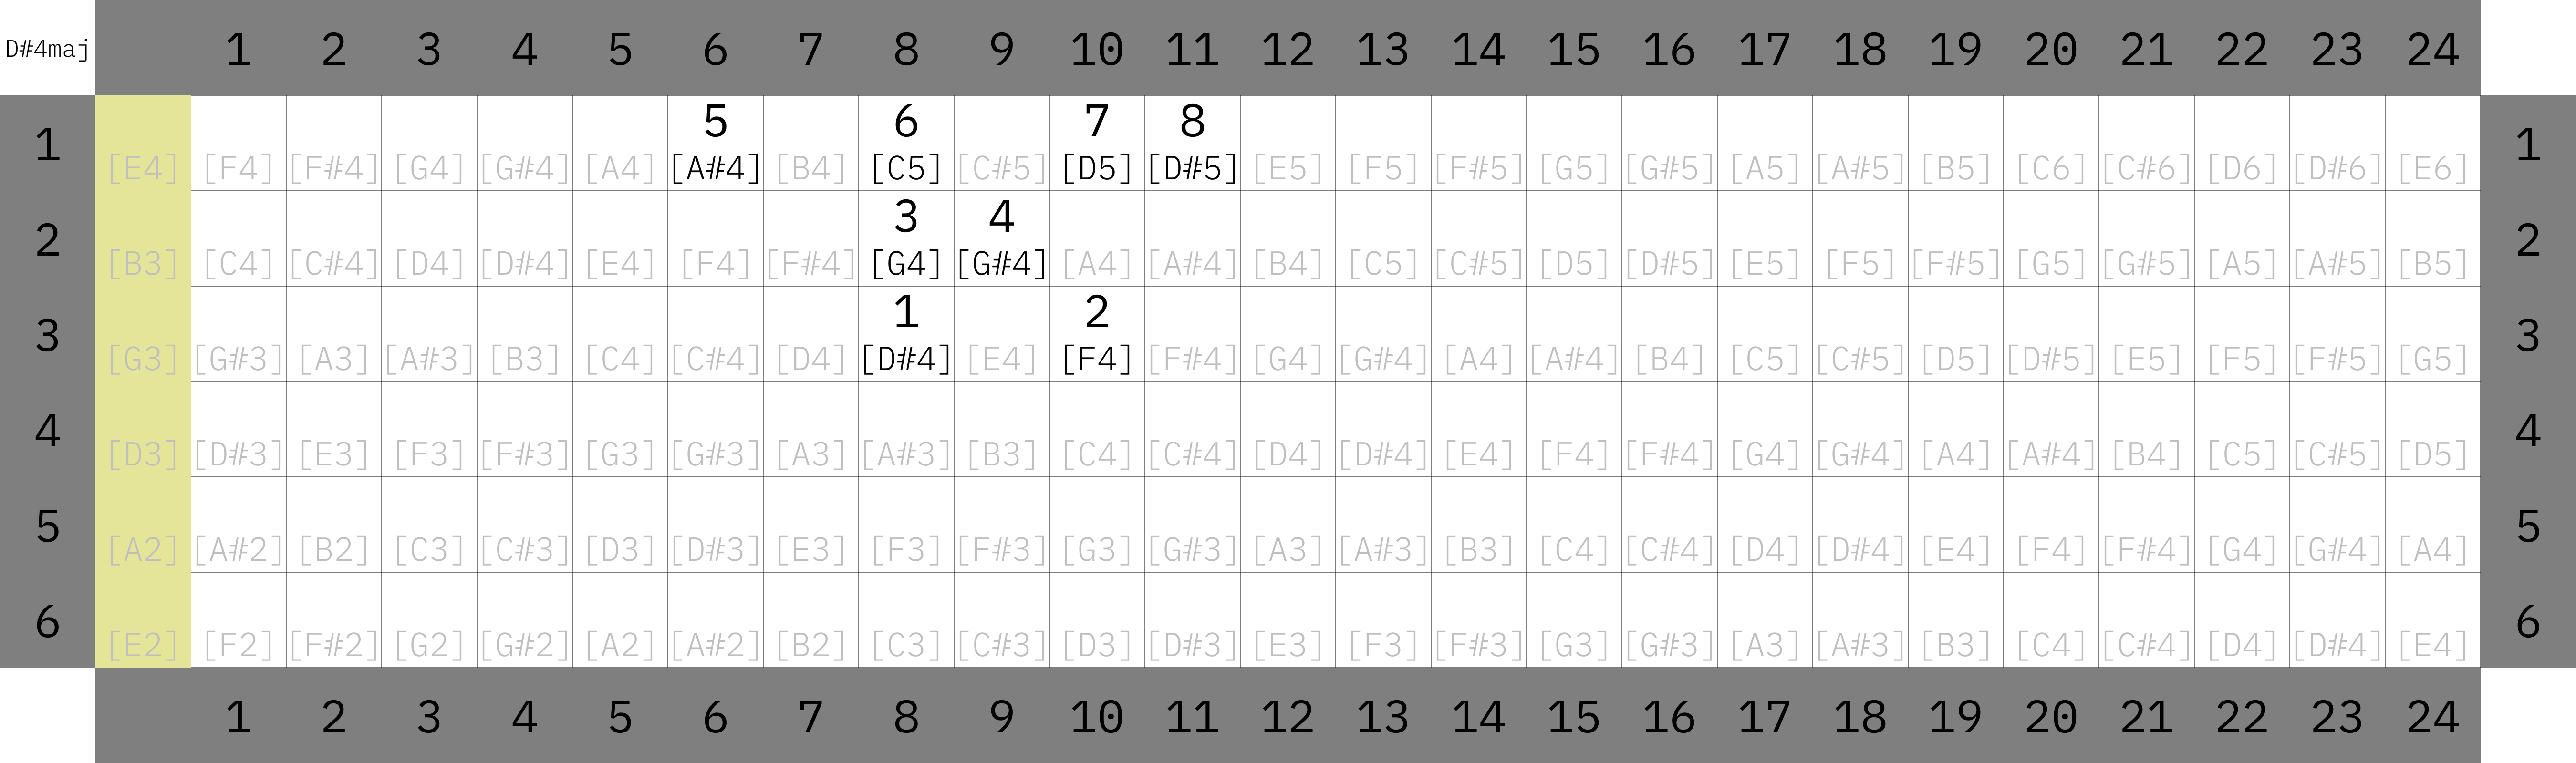 D#4maj 1 2 3 4 5 6 7 8 9 10 11 12 13 14 15 16 17 18 19 20 21 22 23 24
5 6 7 8
1 [E4] [F4] [F#4] [G4] [G#4] [A4] [A#4] [B4] [C5] [C#5] [D5] [D#5] [E5] [F5] [F#5] [G5] [G#5] [A5] [A#5] [B5] [C6] [C#6] [D6] [D#6] [E6] 1
3 4
2 [B3] [C4] [C#4] [D4] [D#4] [E4] [F4] [F#4] [G4] [G#4] [A4] [A#4] [B4] [C5] [C#5] [D5] [D#5] [E5] [F5] [F#5] [G5] [G#5] [A5] [A#5] [B5] 2
1 2
3 [G3] [G#3] [A3] [A#3] [B3] [C4] [C#4] [D4] [D#4] [E4] [F4] [F#4] [G4] [G#4] [A4] [A#4] [B4] [C5] [C#5] [D5] [D#5] [E5] [F5] [F#5] [G5] 3
4 [D3] [D#3] [E3] [F3] [F#3] [G3] [G#3] [A3] [A#3] [B3] [C4] [C#4] [D4] [D#4] [E4] [F4] [F#4] [G4] [G#4] [A4] [A#4] [B4] [C5] [C#5] [D5] 4
5 [A2] [A#2] [B2] [C3] [C#3] [D3] [D#3] [E3] [F3] [F#3] [G3] [G#3] [A3] [A#3] [B3] [C4] [C#4] [D4] [D#4] [E4] [F4] [F#4] [G4] [G#4] [A4] 5
6 [E2] [F2] [F#2] [G2] [G#2] [A2] [A#2] [B2] [C3] [C#3] [D3] [D#3] [E3] [F3] [F#3] [G3] [G#3] [A3] [A#3] [B3] [C4] [C#4] [D4] [D#4] [E4] 6
1 2 3 4 5 6 7 8 9 10 11 12 13 14 15 16 17 18 19 20 21 22 23 24